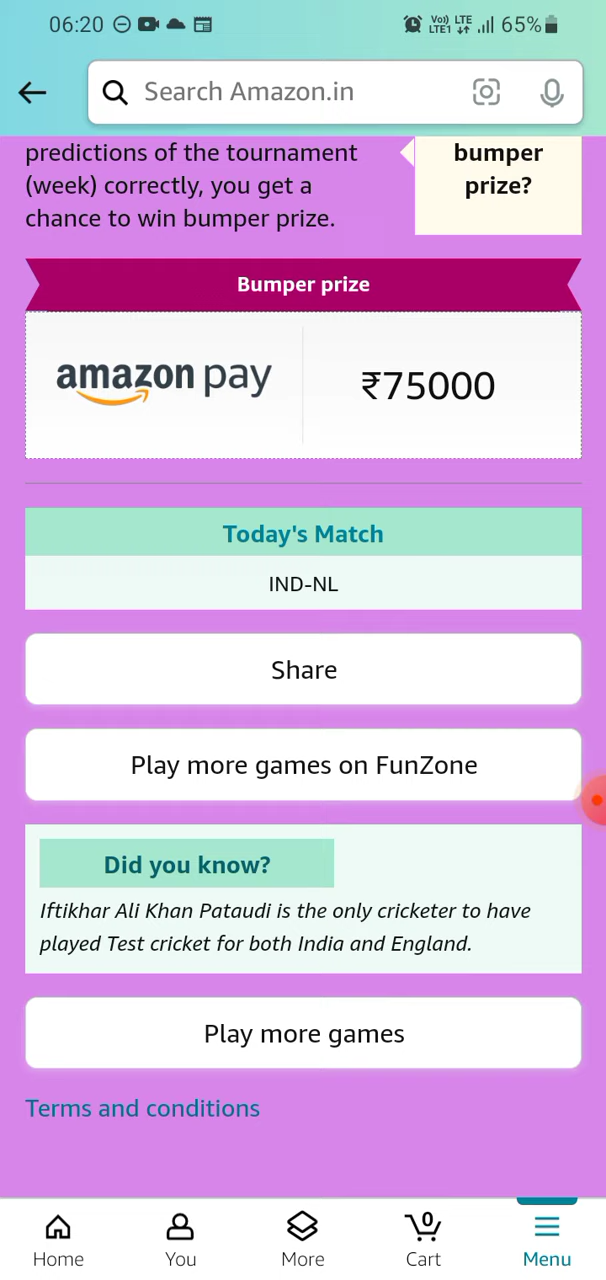 06:20 Vo) LTE LTE1 65%
Search Amazon.in
predictions of the tournament
(week) correctly, you get a
chance to win bumper prize.
bumper
prize?
Bumper prize
amazon pay ₹75000
Today's Match
IND-NL
Share
Play more games on FunZone
Did you know?
Iftikhar Ali Khan Pataudi is the only cricketer to have
played Test cricket for both India and England.
Play more games
Terms and conditions
0
Home You More Cart Menu